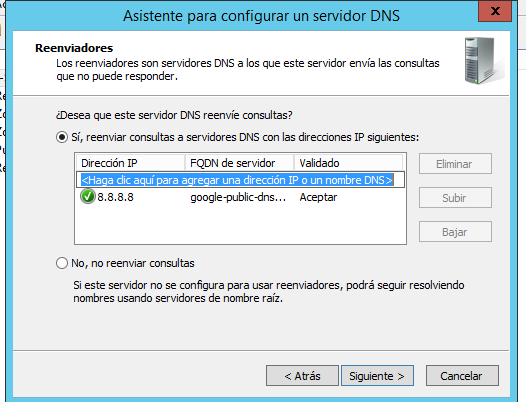 Asistente para configurar un servidor DNS
x
Reenviadores
Los reenviadores son servidores DNS a los que este servidor envía las consultas
que no puede responder.
¿Desea que este servidor DNS reenvíe consultas?
Sí, reenviar consultas a servidores DNS con las direcciones IP siguientes:
Dirección IP FQDN de servidor Validado
<Haga clic aquí para agregar una dirección IP o un nombre DNS>
8.8.8.8 google-public-dns... Aceptar
Eliminar
Subir
Bajar
No, no reenviar consultas
Si este servidor no se configura para usar reenviadores, podrá seguir resolviendo
nombres usando servidores de nombre raíz.
< Atrás Siguiente > Cancelar